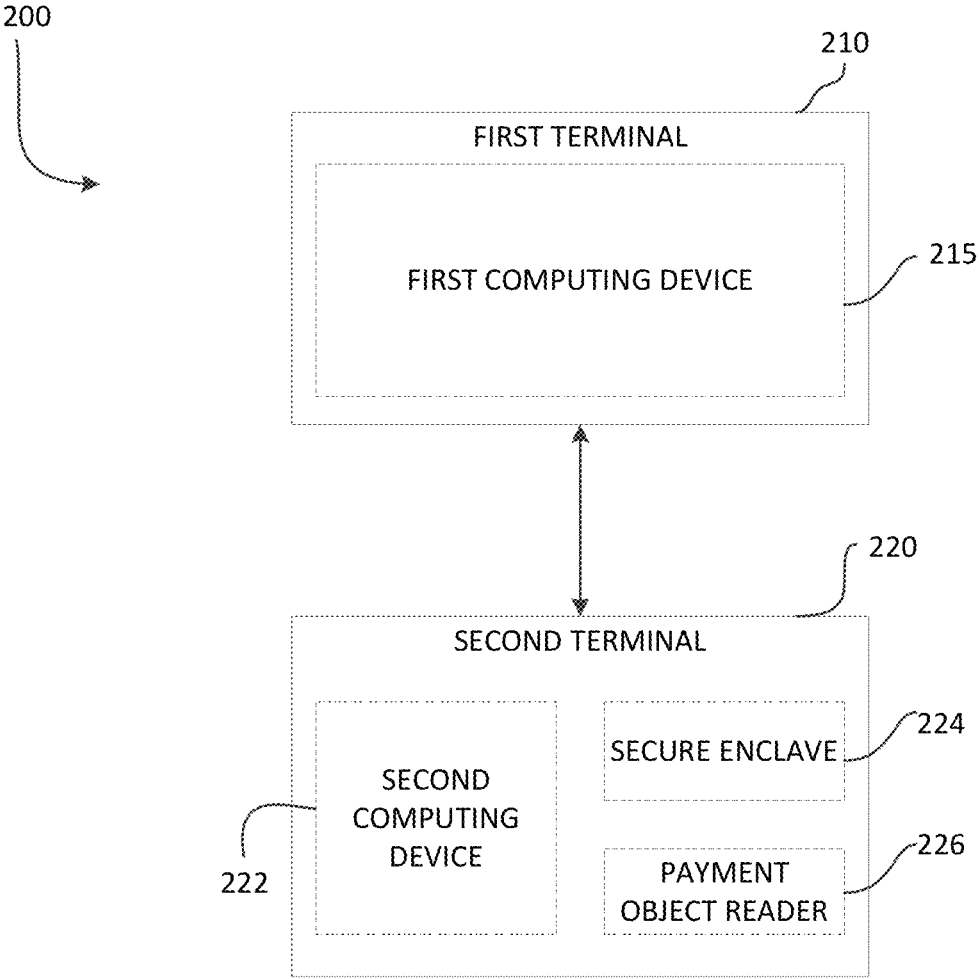 200
210
FIRST TERMINAL
215
FIRST COMPUTING DEVICE
220
SECOND TERMINAL
224
SECURE ENCLAVE
SECOND
COMPUTING
DEVICE
222
226
PAYMENT
OBJECT READER